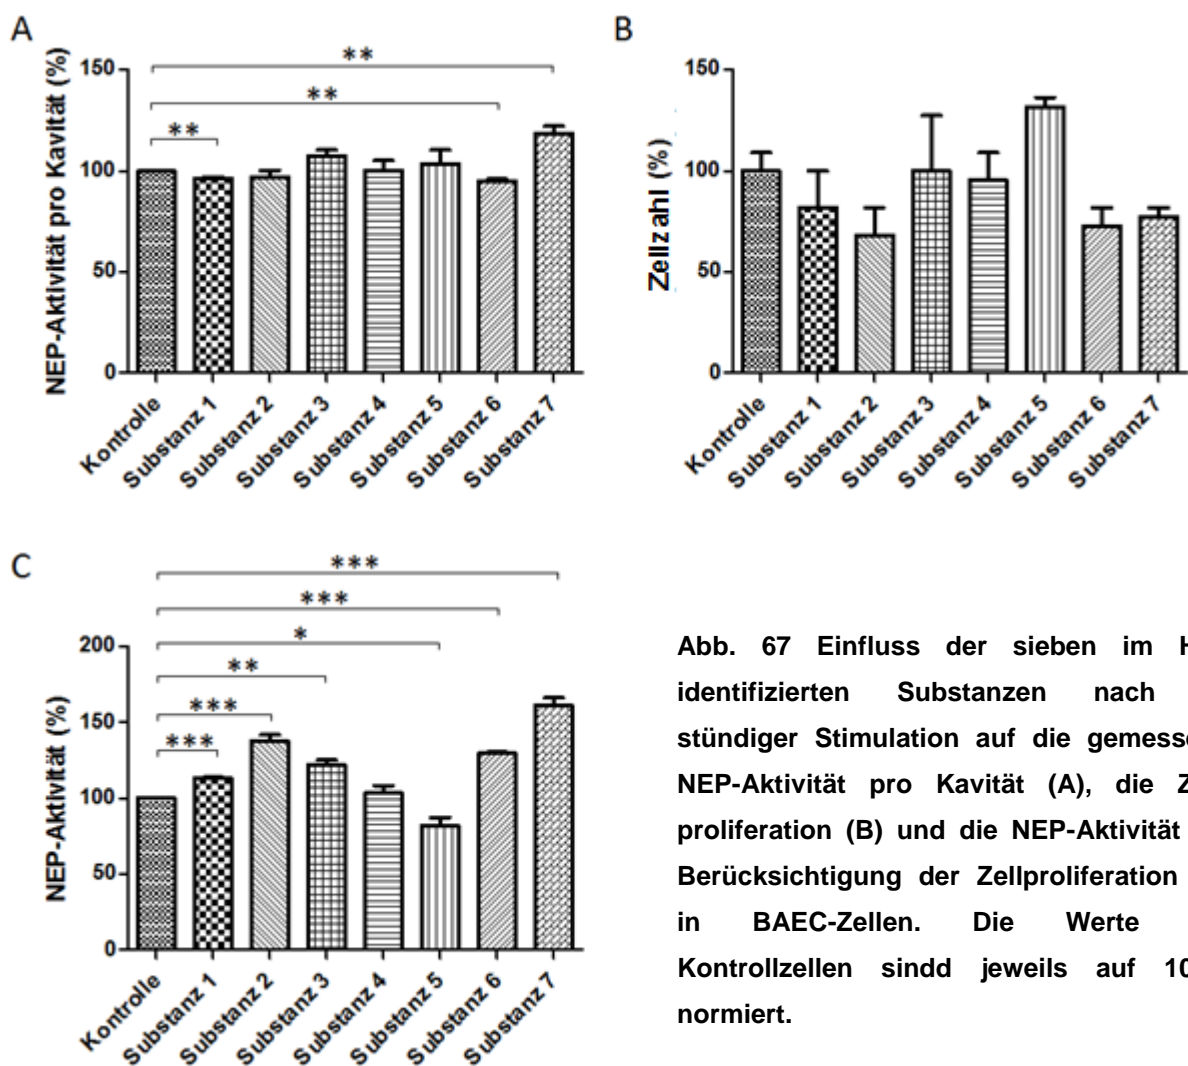 A
NEP-Aktivität pro Kavität (%)
150
100
50
0
**
**
**
Kontrolle
Substanz 1
Substanz 2
Substanz 3
Substanz 4
Substanz 5
Substanz 6
Substanz 7
B
Zellzahl (%)
150
100
50
0
Kontrolle
Substanz 1
Substanz 2
Substanz 3
Substanz 4
Substanz 5
Substanz 6
Substanz 7
C
NEP-Aktivität (%)
200
150
100
50
0
***
***
*
**
***
***
Kontrolle
Substanz 1
Substanz 2
Substanz 3
Substanz 4
Substanz 5
Substanz 6
Substanz 7
Abb. 67 Einfluss der sieben im
identifizierten Substanzen nach
stündiger Stimulation auf die gemess
NEP-Aktivität pro Kavität (A), die
proliferation (B) und die NEP-Aktivität
Berücksichtigung der Zellproliferation
in BAEC-Zellen. Die Werte
Kontrollzellen sindd jeweils auf 10
normiert.